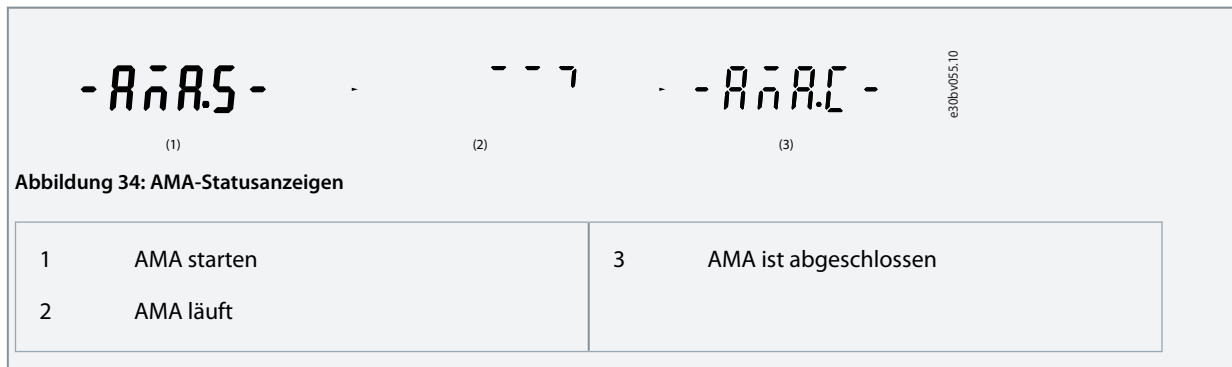 -AMA.S- - -AMA.C-
e30bv055.10
(1) (2) (3)
Abbildung 34: AMA-Statusanzeigen
1 AMA starten
2 AMA läuft
3 AMA ist abgeschlossen